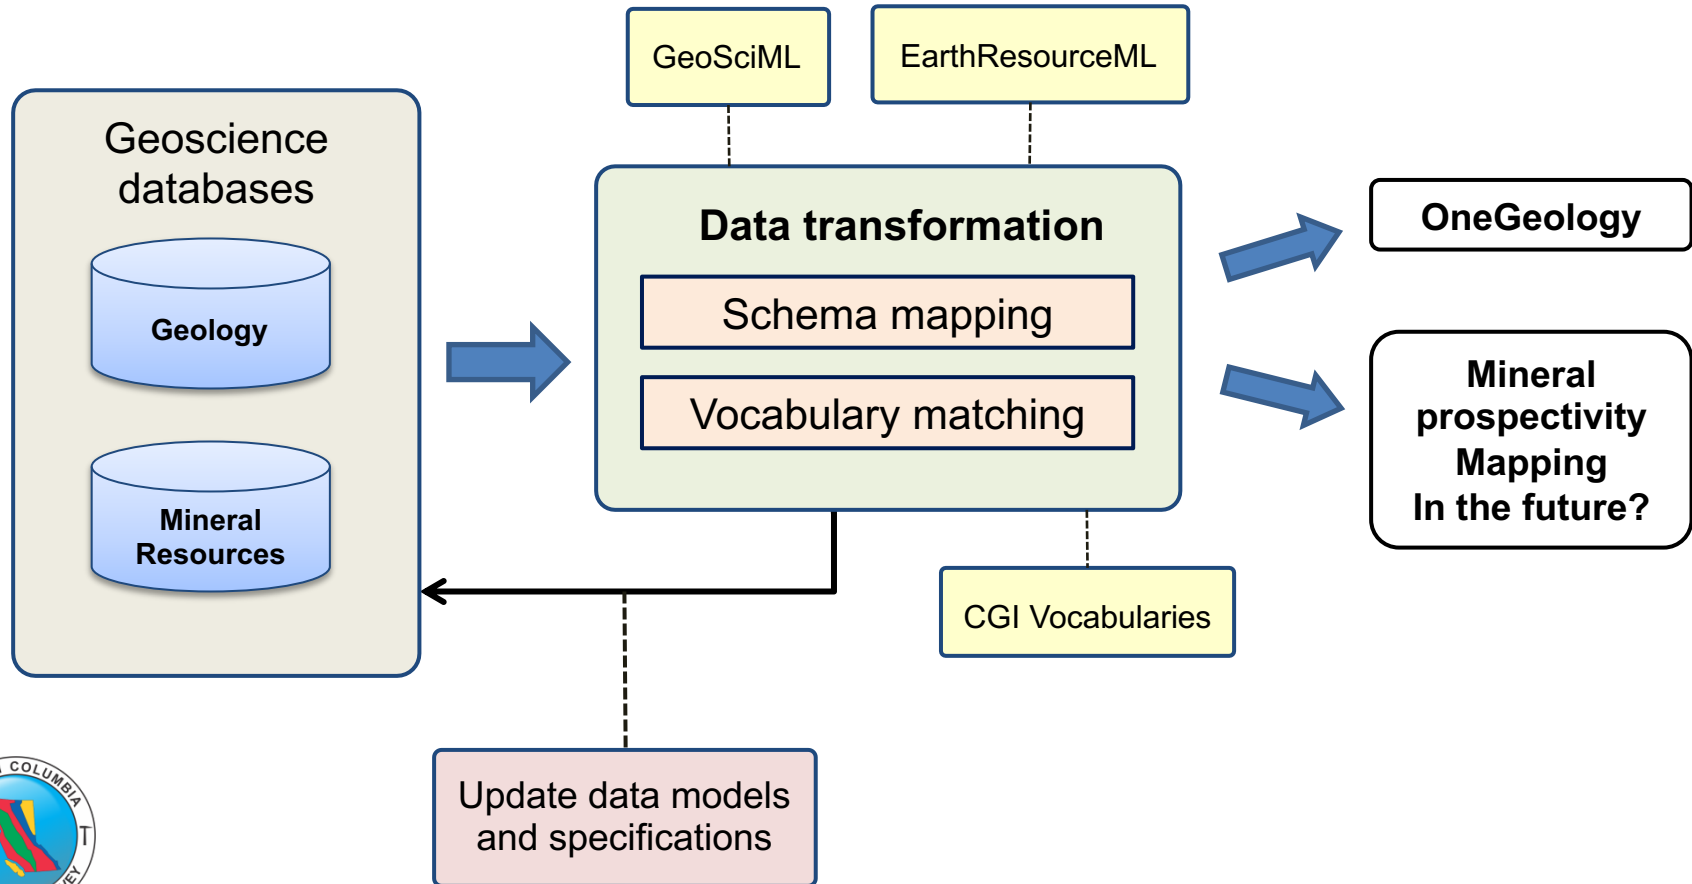 GeoSciML
EarthResourceML
Geoscience
databases
Geology
Mineral
Resources
Data transformation
Schema mapping
Vocabulary matching
OneGeology
Mineral
prospectivity
Mapping
In the future?
CGI Vocabularies
Update data models
and specifications
COLUMBIA